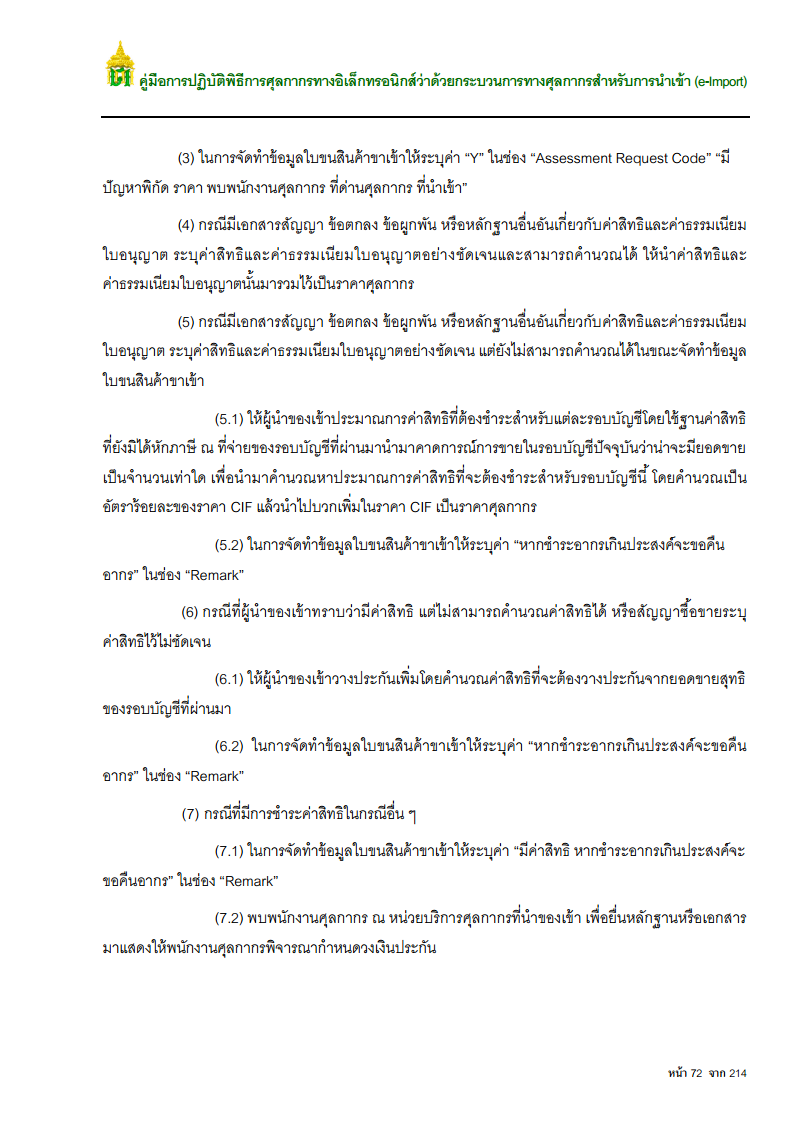 คู่มือการปฏิบัติพิธีการศุลกากรทางอิเล็กทรอนิกส์ว่าด้วยกระบวนการทางศุลกากรสำหรับการนำเข้า (e-Import)
(3) ในการจัดทำข้อมูลใบขนสินค้าขาเข้าให้ระบุค่า “Y” ในช่อง “Assessment Request Code” “มี
ปัญหาพิกัด ราคา พบพนักงานศุลกากร ที่ด่านศุลกากร ที่นำเข้า”
(4) กรณีมีเอกสารสัญญา ข้อตกลง ข้อผูกพัน หรือหลักฐานอื่นอันเกี่ยวกับค่าสิทธิและค่าธรรมเนียม
ใบอนุญาต ระบุค่าสิทธิและค่าธรรมเนียมใบอนุญาตอย่างชัดเจนและสามารถคำนวณได้ ให้นำค่าสิทธิและ
ค่าธรรมเนียมใบอนุญาตนั้นมารวมไว้เป็นราคาศุลกากร
(5) กรณีมีเอกสารสัญญา ข้อตกลง ข้อผูกพัน หรือหลักฐานอื่นอันเกี่ยวกับค่าสิทธิและค่าธรรมเนียม
ใบอนุญาต ระบุค่าสิทธิและค่าธรรมเนียมใบอนุญาตอย่างชัดเจน แต่ยังไม่สามารถคำนวณได้ในขณะจัดทำข้อมูล
ใบขนสินค้าขาเข้า
(5.1) ให้ผู้นำของเข้าประมาณการค่าสิทธิที่ต้องชำระสำหรับแต่ละรอบบัญชีโดยใช้ฐานค่าสิทธิ
ที่ยังมิได้หักภาษี ณ ที่จ่ายของรอบบัญชีที่ผ่านมานำมาคาดการณ์การขายในรอบบัญชีปัจจุบันว่าน่าจะมียอดขาย
เป็นจำนวนเท่าใด เพื่อนำมาคำนวณหาประมาณการค่าสิทธิที่จะต้องชำระสำหรับรอบบัญชีนี้ โดยคำนวณเป็น
อัตราร้อยละของราคา CIF แล้วนำไปบวกเพิ่มในราคา CIF เป็นราคาศุลกากร
(5.2) ในการจัดทำข้อมูลใบขนสินค้าขาเข้าให้ระบุค่า “หากชำระอากรเกินประสงค์จะขอคืน
อากร” ในช่อง “Remark”
(6) กรณีที่ผู้นำของเข้าทราบว่ามีค่าสิทธิ แต่ไม่สามารถคำนวณค่าสิทธิได้ หรือสัญญาซื้อขายระบุ
ค่าสิทธิไว้ไม่ชัดเจน
(6.1) ให้ผู้นำของเข้าวางประกันเพิ่มโดยคำนวณค่าสิทธิที่จะต้องวางประกันจากยอดขายสุทธิ
ของรอบบัญชีที่ผ่านมา
(6.2) ในการจัดทำข้อมูลใบขนสินค้าขาเข้าให้ระบุค่า “หากชำระอากรเกินประสงค์จะขอคืน
อากร” ในช่อง “Remark”
(7) กรณีที่มีการชำระค่าสิทธิในกรณีอื่น ๆ
(7.1) ในการจัดทำข้อมูลใบขนสินค้าขาเข้าให้ระบุค่า “มีค่าสิทธิ หากชำระอากรเกินประสงค์จะ
ขอคืนอากร” ในช่อง “Remark”
(7.2) พบพนักงานศุลกากร ณ หน่วยบริการศุลกากรที่นำของเข้า เพื่อยื่นหลักฐานหรือเอกสาร
มาแสดงให้พนักงานศุลกากรพิจารณากำหนดวงเงินประกัน
หน้า 72 จาก 214